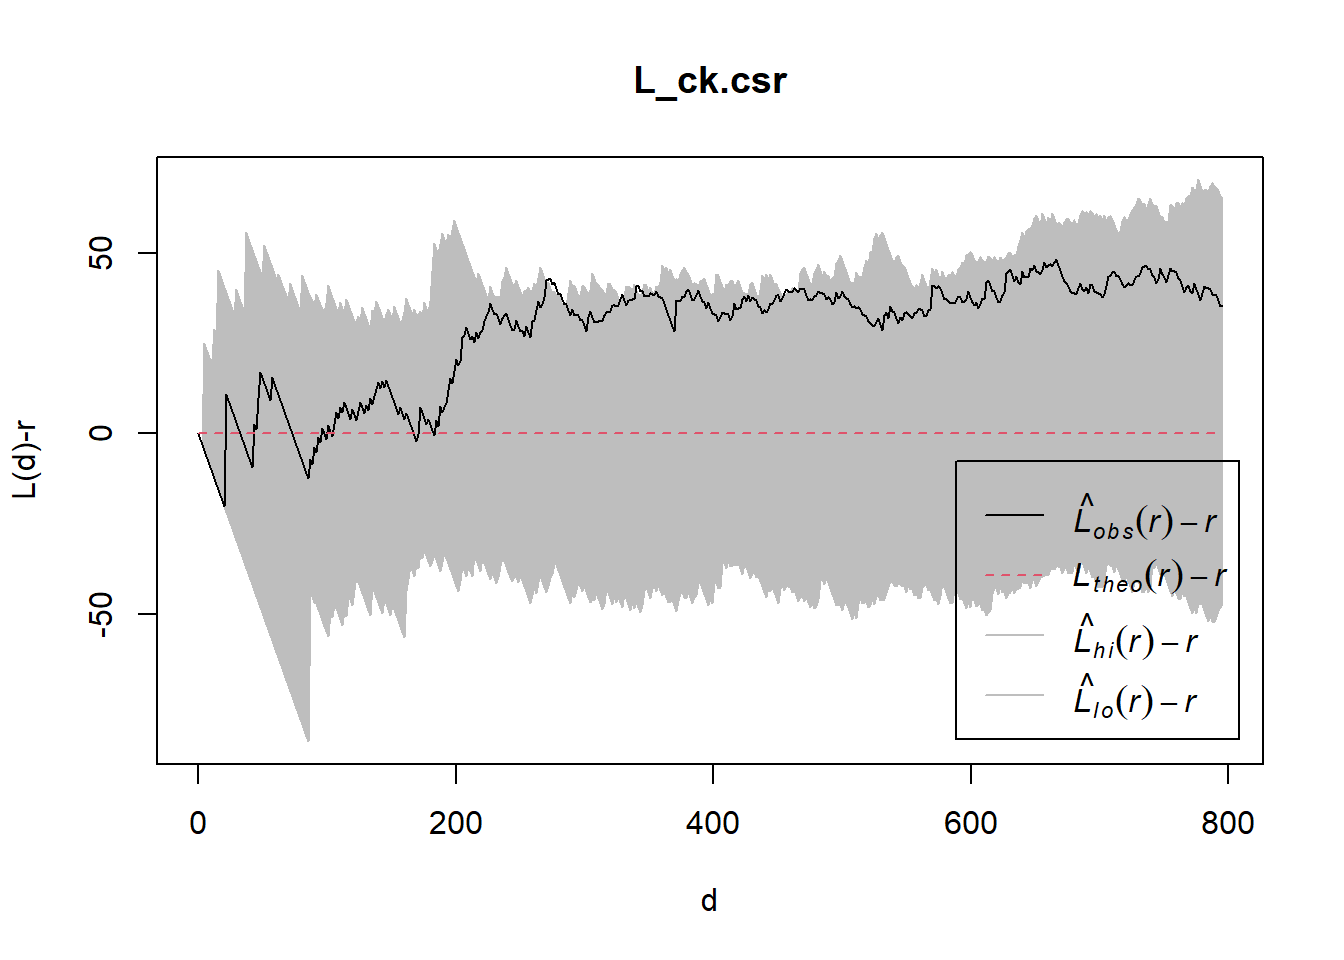 L_ck.csr
L(d)-r
50
0
-50
0 200 400 600 800
d
L̂obs(r) − r
Ltheo(r) − r
L̂hi(r) − r
L̂lo(r) − r